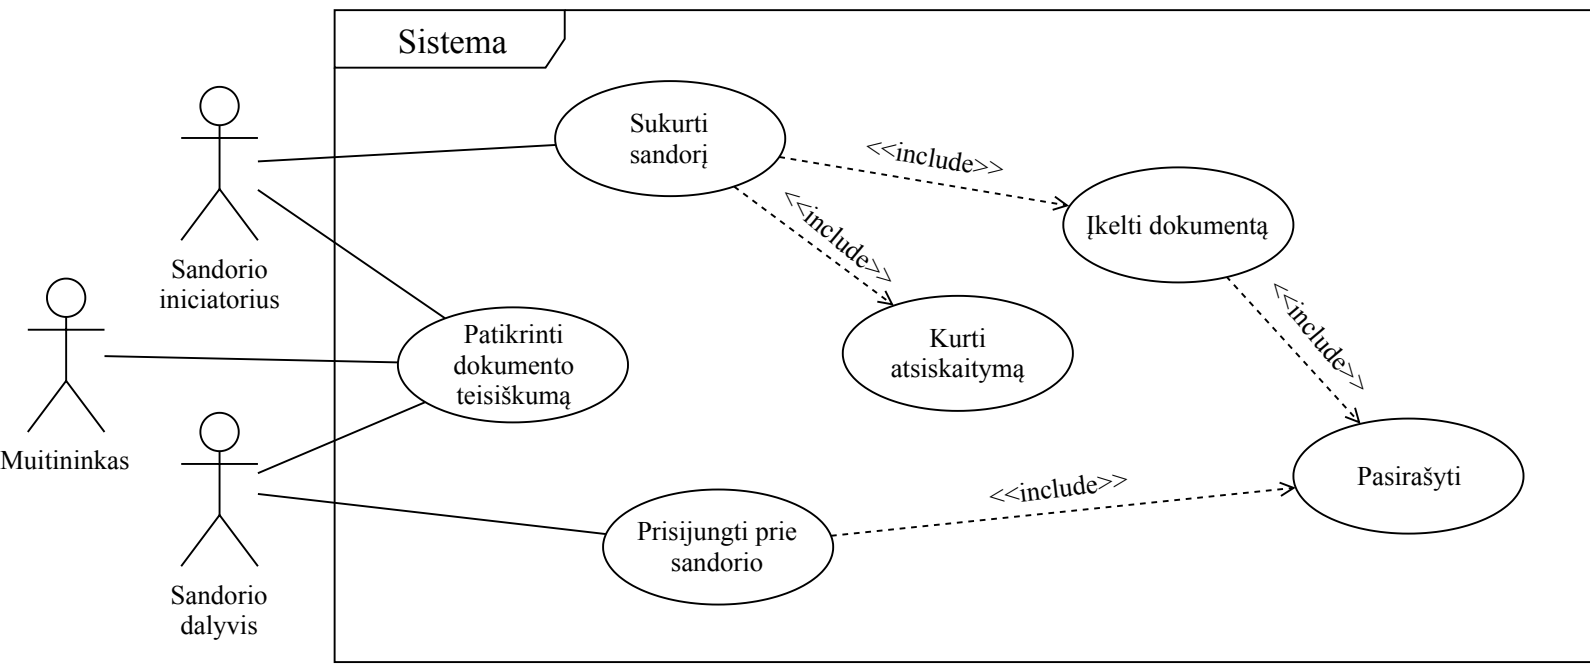 Sistema
Sukurti
sandorį
<<include>>
<<include>>
Įkelti dokumentą
Sandorio
iniciatorius
<<include>>
Patikrinti
dokumento
teisiškumą
Kurti
atsiskaitymą
Muitininkas
Pasirašyti
<<include>>
Prisijungti prie
sandorio
Sandorio
dalyvis